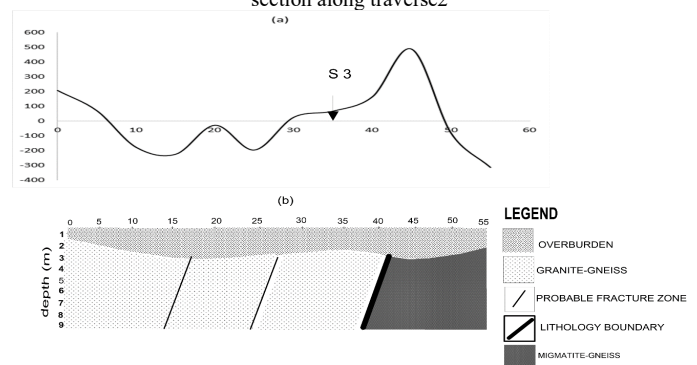 section along traverse2
(a)
600
500
400
300
200
100
0
-100
-200
-300
-400
0 10 20 30 40 50 60
S 3
(b)
0 5 10 15 20 25 30 35 40 45 50 55
depth (m)
1
2
3
4
5
6
7
8
9
LEGEND
OVERBURDEN
GRANITE-GNEISS
PROBABLE FRACTURE ZONE
LITHOLOGY BOUNDARY
MIGMATITE-GNEISS